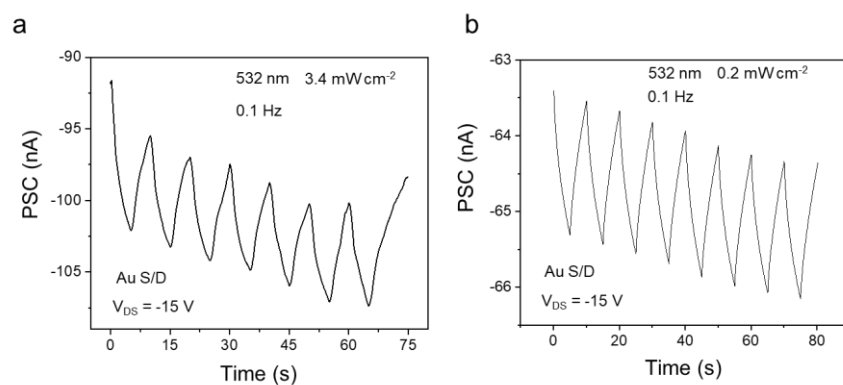 a
532 nm 3.4 mW cm-2
0.1 Hz
Au S/D
VDS = -15 V
PSC (nA)
-90
-95
-100
-105
0 15 30 45 60 75
Time (s)
b
532 nm 0.2 mW cm-2
0.1 Hz
Au S/D
VDS = -15 V
PSC (nA)
-63
-64
-65
-66
0 20 40 60 80
Time (s)